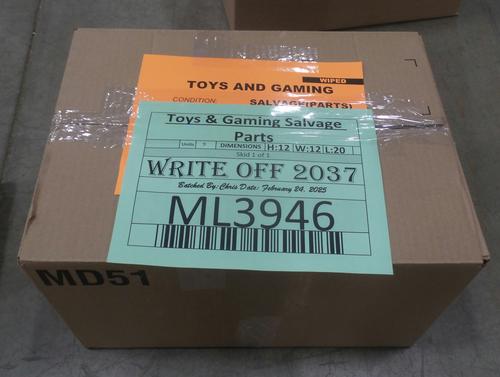 WIPED
TOYS AND GAMING
CONDITION: SALVAGE(PARTS)
Toys & Gaming Salvage
Parts
Units DIMENSIONS H:12 W:12 L:20
Skid 1 of 1
WRITE OFF 2037
Batched By: Chris Date: February 24, 2025
ML3946
MD51